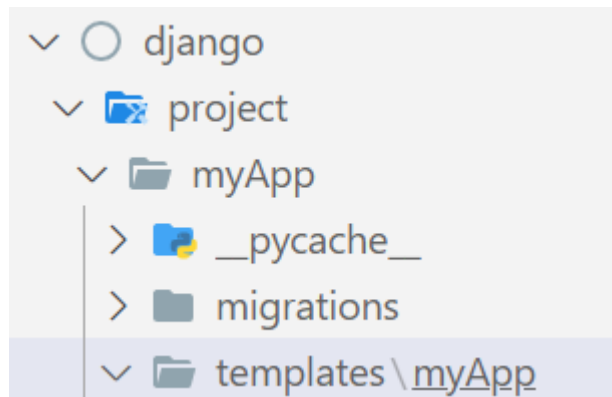 django
project
myApp
__pycache__
migrations
templates\myApp